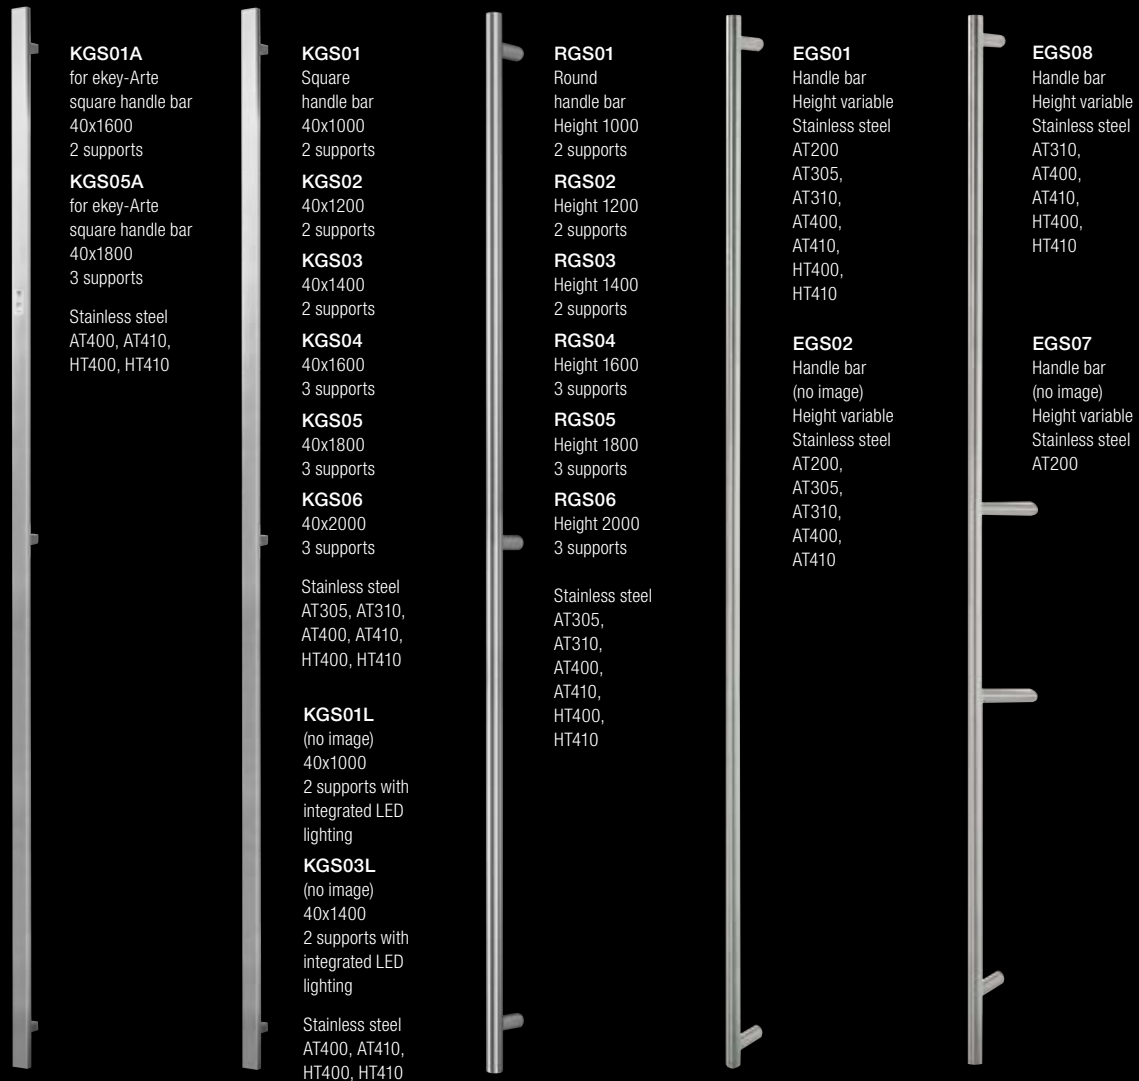 KGS01A
for ekey-Arte
square handle bar
40x1600
2 supports
KGS05A
for ekey-Arte
square handle bar
40x1800
3 supports
Stainless steel
AT400, AT410,
HT400, HT410
KGS01
Square
handle bar
40x1000
2 supports
KGS02
40x1200
2 supports
KGS03
40x1400
2 supports
KGS04
40x1600
3 supports
KGS05
40x1800
3 supports
KGS06
40x2000
3 supports
Stainless steel
AT305, AT310,
AT400, AT410,
HT400, HT410
KGS01L
(no image)
40x1000
2 supports with
integrated LED
lighting
KGS03L
(no image)
40x1400
2 supports with
integrated LED
lighting
Stainless steel
AT400, AT410,
HT400, HT410
RGS01
Round
handle bar
Height 1000
2 supports
RGS02
Height 1200
2 supports
RGS03
Height 1400
2 supports
RGS04
Height 1600
3 supports
RGS05
Height 1800
3 supports
RGS06
Height 2000
3 supports
Stainless steel
AT305,
AT310,
AT400,
AT410,
HT400,
HT410
EGS01
Handle bar
Height variable
Stainless steel
AT200
AT305,
AT310,
AT400,
AT410,
HT400,
HT410
EGS02
Handle bar
(no image)
Height variable
Stainless steel
AT200,
AT305,
AT310,
AT400,
AT410
EGS08
Handle bar
Height variable
Stainless steel
AT310,
AT400,
AT410,
HT400,
HT410
EGS07
Handle bar
(no image)
Height variable
Stainless steel
AT200